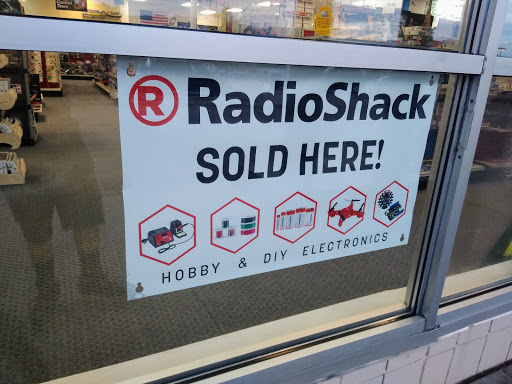 R RadioShack
SOLD HERE!
HOBBY & DIY ELECTRONICS